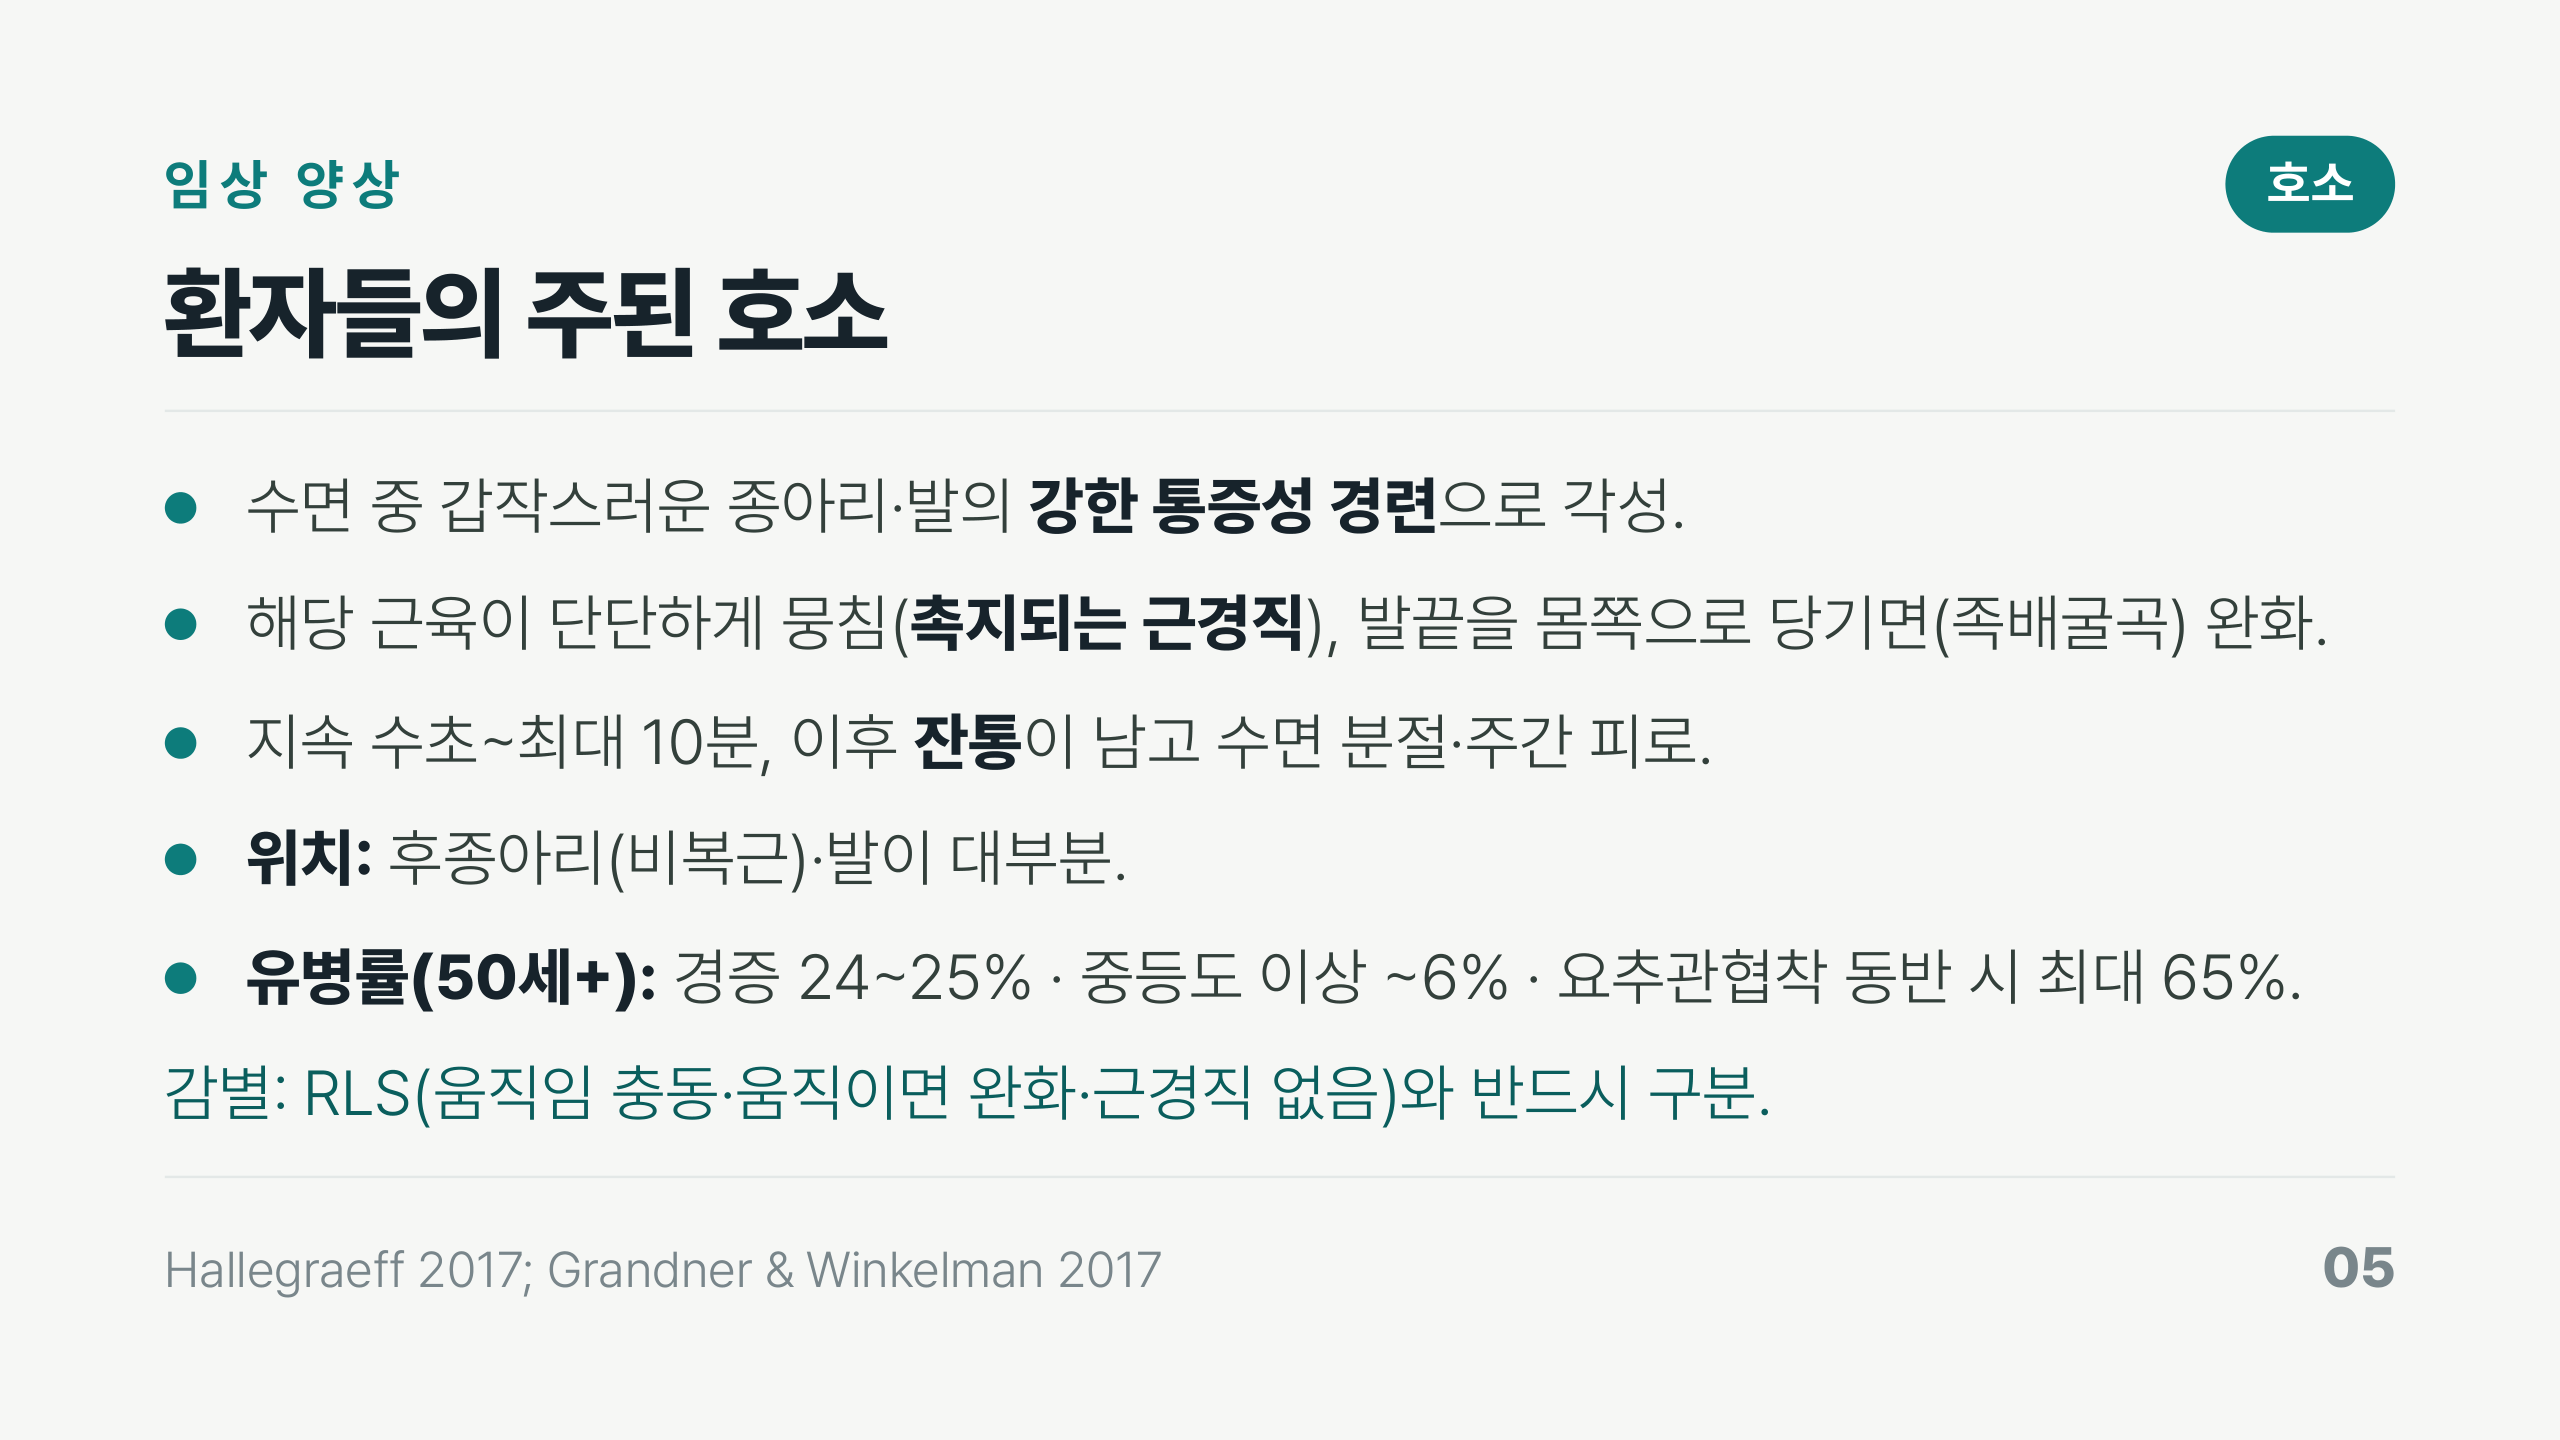 임상 양상
호소
환자들의 주된 호소
수면 중 갑작스러운 종아리·발의 강한 통증성 경련으로 각성.
해당 근육이 단단하게 뭉침(촉지되는 근경직), 발끝을 몸쪽으로 당기면(족배굴곡) 완화.
지속 수초~최대 10분, 이후 잔통이 남고 수면 분절·주간 피로.
위치: 후종아리(비복근)·발이 대부분.
유병률(50세+): 경증 24~25% · 중등도 이상 ~6% · 요추관협착 동반 시 최대 65%.
감별: RLS(움직임 충동·움직이면 완화·근경직 없음)와 반드시 구분.
Hallegraeff 2017; Grandner & Winkelman 2017
05